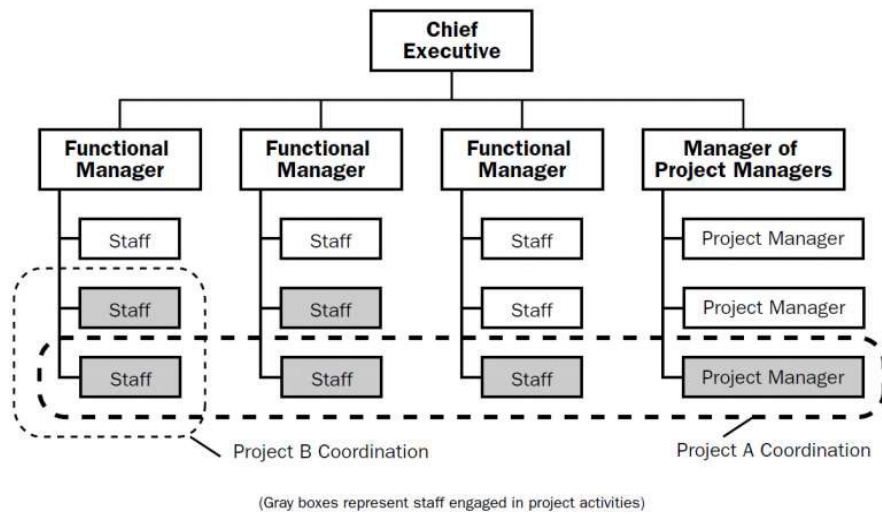 Chief
Executive
Functional
Manager
Functional
Manager
Functional
Manager
Manager of
Project Managers
Staff
Staff
Staff
Project Manager
Staff
Staff
Staff
Project Manager
Staff
Staff
Staff
Project Manager
Project B Coordination
Project A Coordination
(Gray boxes represent staff engaged in project activities)